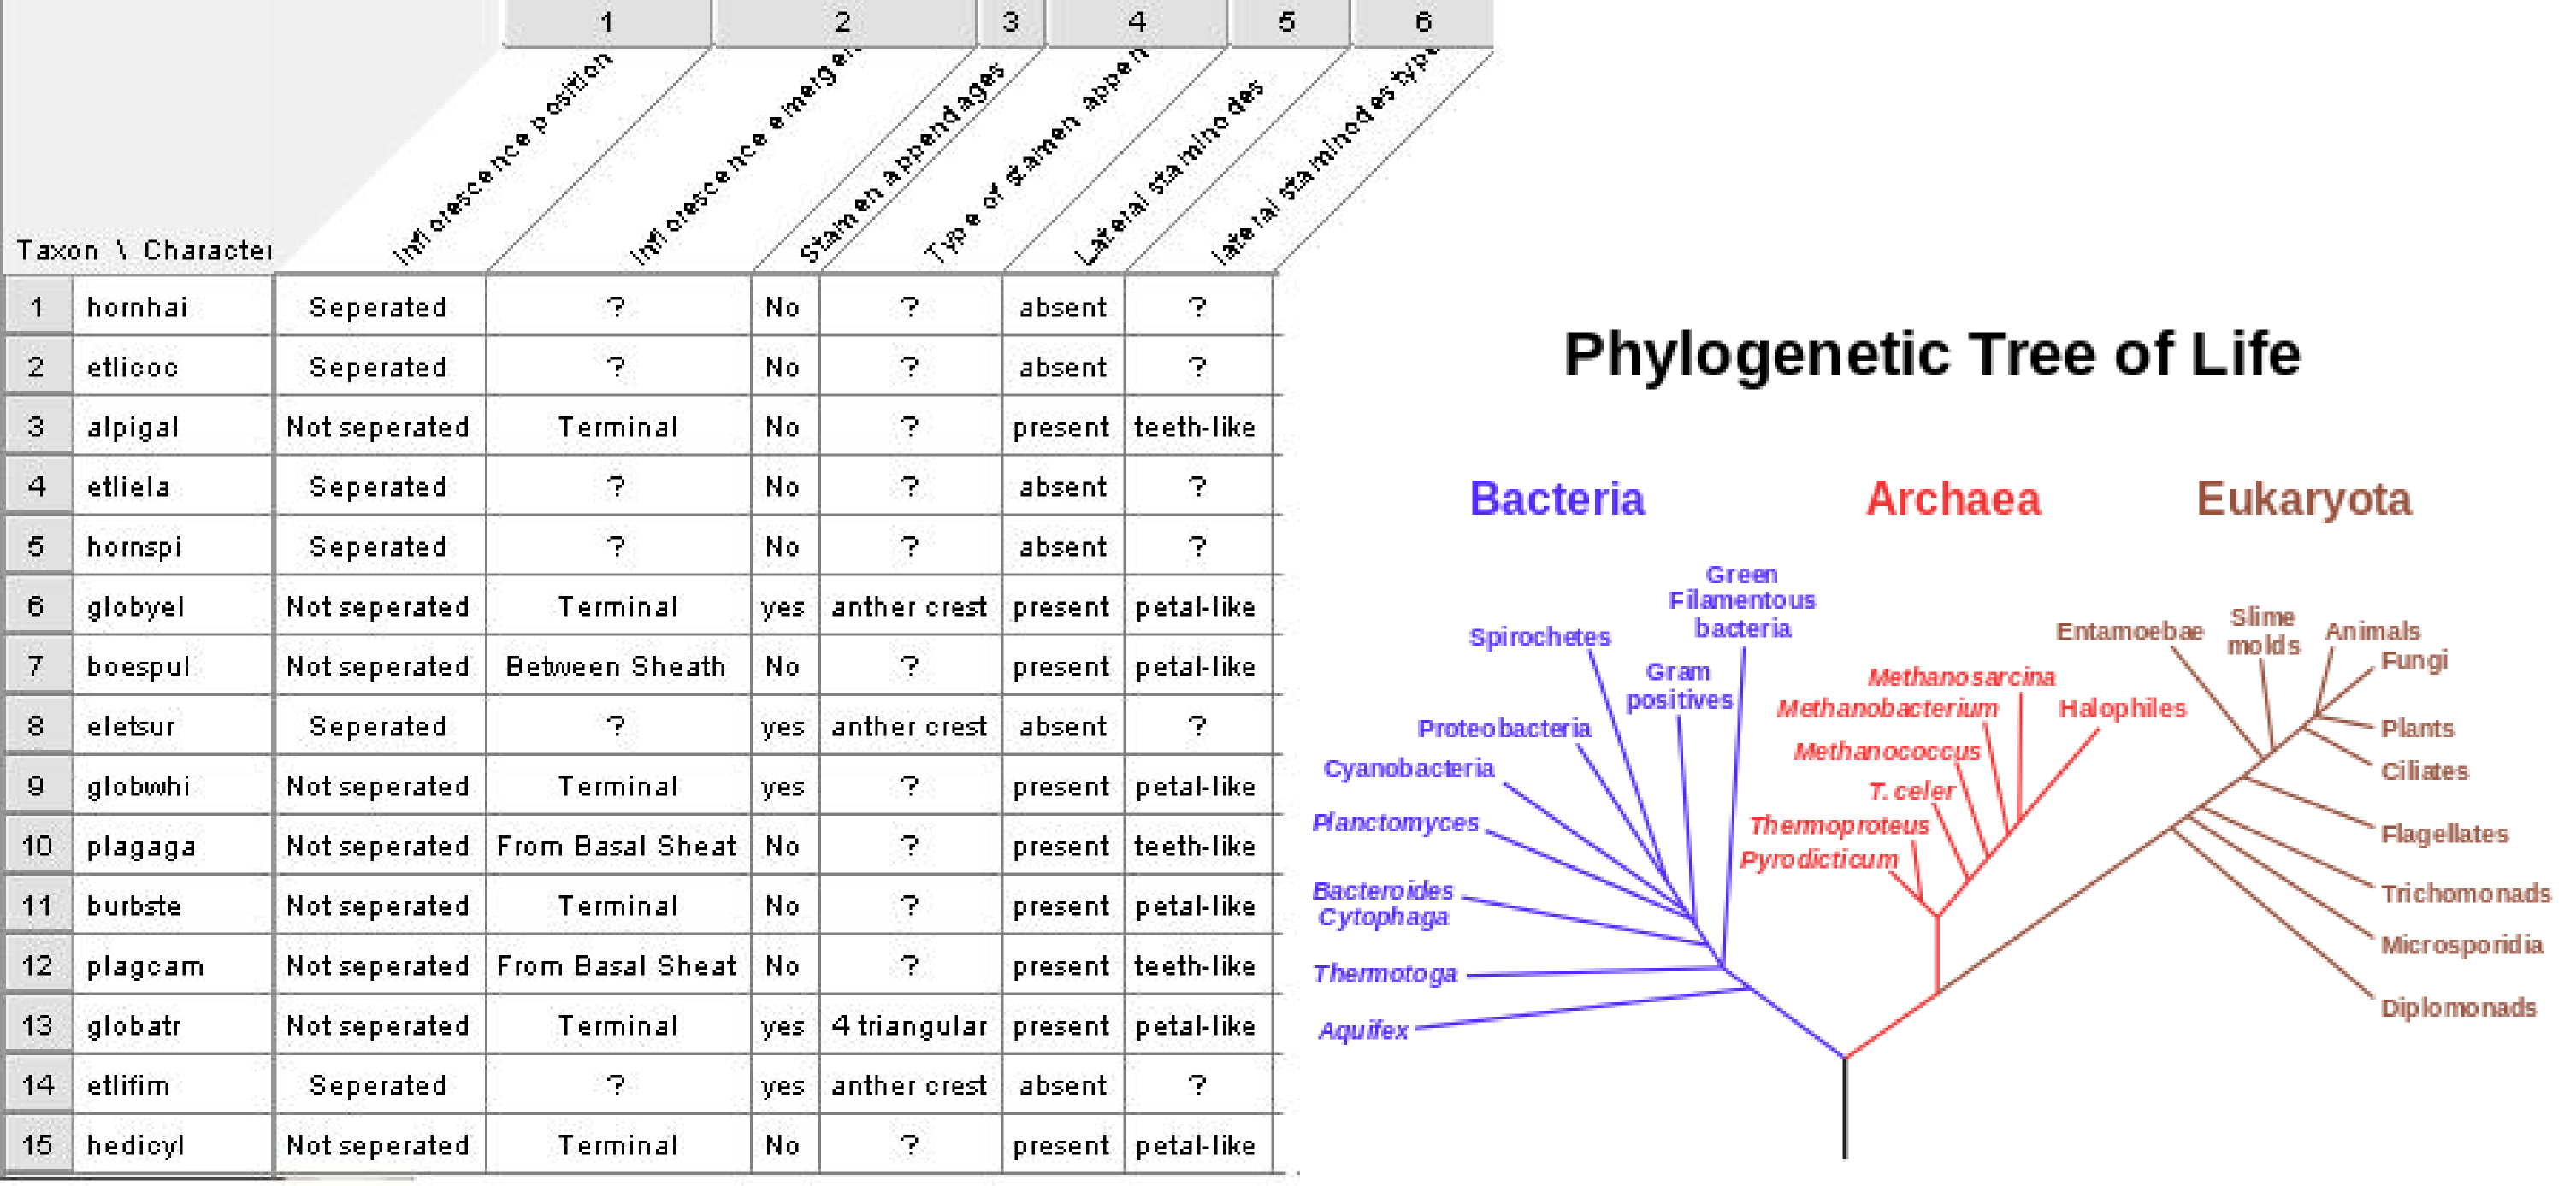 1 2 3 4 5 6
Inflorescence position
Inflorescence emergen
Stamen appendages
Type of stamen appen
Lateral staminodes
lateral staminodes type
Taxon \ Character
1 hornhai Seperated ? No ? absent ?
2 etlicoc Seperated ? No ? absent ?
3 alpigal Not seperated Terminal No ? present teeth-like
4 etliela Seperated ? No ? absent ?
5 hornspi Seperated ? No ? absent ?
6 globyel Not seperated Terminal yes anther crest present petal-like
7 boespul Not seperated Between Sheath No ? present petal-like
8 eletsur Seperated ? yes anther crest absent ?
9 globwhi Not seperated Terminal yes ? present petal-like
10 plagaga Not seperated From Basal Sheat No ? present teeth-like
11 burbste Not seperated Terminal No ? present petal-like
12 plagcam Not seperated From Basal Sheat No ? present teeth-like
13 globatr Not seperated Terminal yes 4 triangular present petal-like
14 etlifim Seperated ? yes anther crest absent ?
15 hedicyl Not seperated Terminal No ? present petal-like
Phylogenetic Tree of Life
Bacteria
Archaea
Eukaryota
Green
Filamentous
bacteria
Spirochetes
Gram
positives
Proteobacteria
Cyanobacteria
Planctomyces
Bacteroides
Cytophaga
Thermotoga
Aquifex
Methanosarcina
Methanobacterium
Halophiles
Methanococcus
T. celer
Thermoproteus
Pyrodicticum
Entamoebae
Slime
molds
Animals
Fungi
Plants
Ciliates
Flagellates
Trichomonads
Microsporidia
Diplomonads